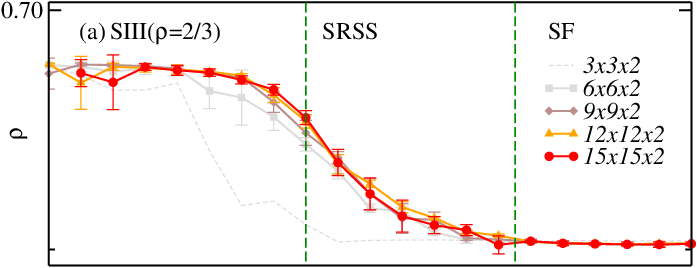 0.70
(a) SIII(ρ=2/3)
SRSS
SF
ρ
3x3x2
6x6x2
9x9x2
12x12x2
15x15x2